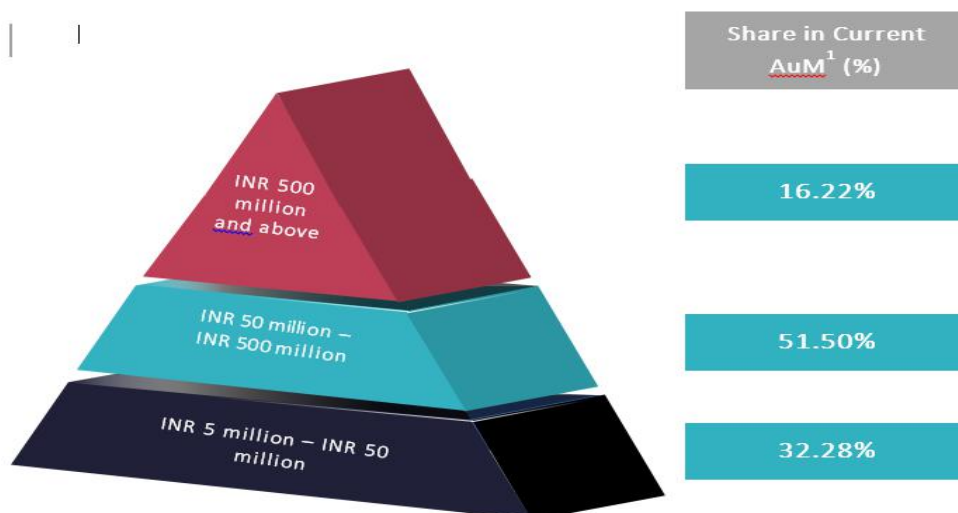 Share in Current
AuM1 (%)
INR 500
million
and above
16.22%
INR 50 million –
INR 500 million
51.50%
INR 5 million – INR 50
million
32.28%